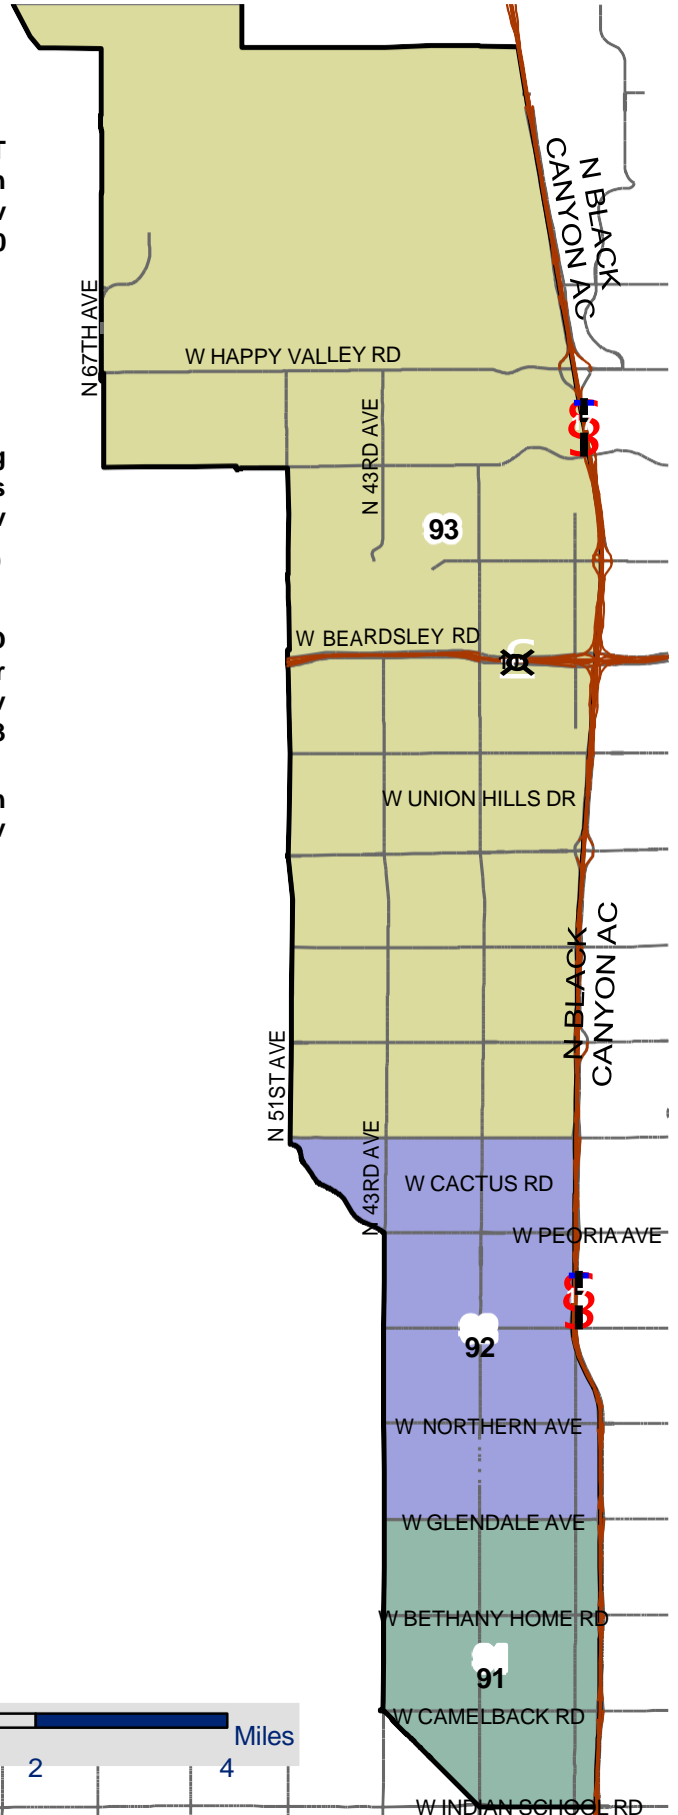 N BLACK
CANYON AC
N 67TH AVE
W HAPPY VALLEY RD
N 43RD AVE
93
W BEARDSLEY RD
W UNION HILLS DR
N BLACK
CANYON AC
N 51ST AVE
N 43RD AVE
W CACTUS RD
W PEORIA AVE
92
W NORTHERN AVE
W GLENDALE AVE
W BETHANY HOME RD
91
W CAMELBACK RD
Miles
2 4
W INDIAN SCHOOL RD